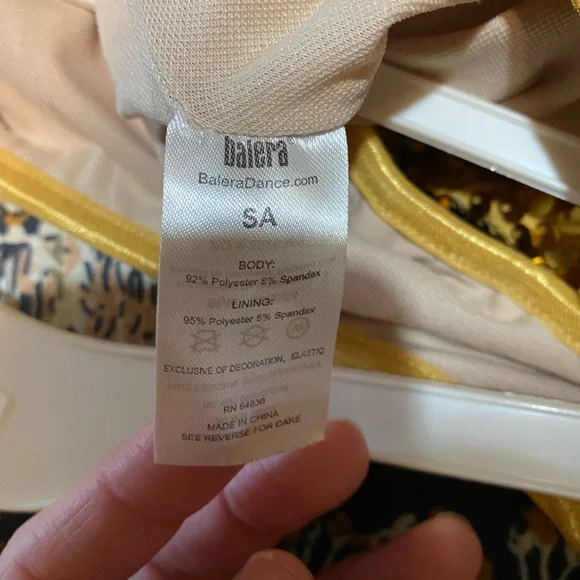 balera
BaleraDance.com
SA
BODY:
92% Polyester 8% Spandex
LINING:
95% Polyester 5% Spandex
EXCLUSIVE OF DECORATION, ELASTIC
RN 64830
MADE IN CHINA
SEE REVERSE FOR CARE